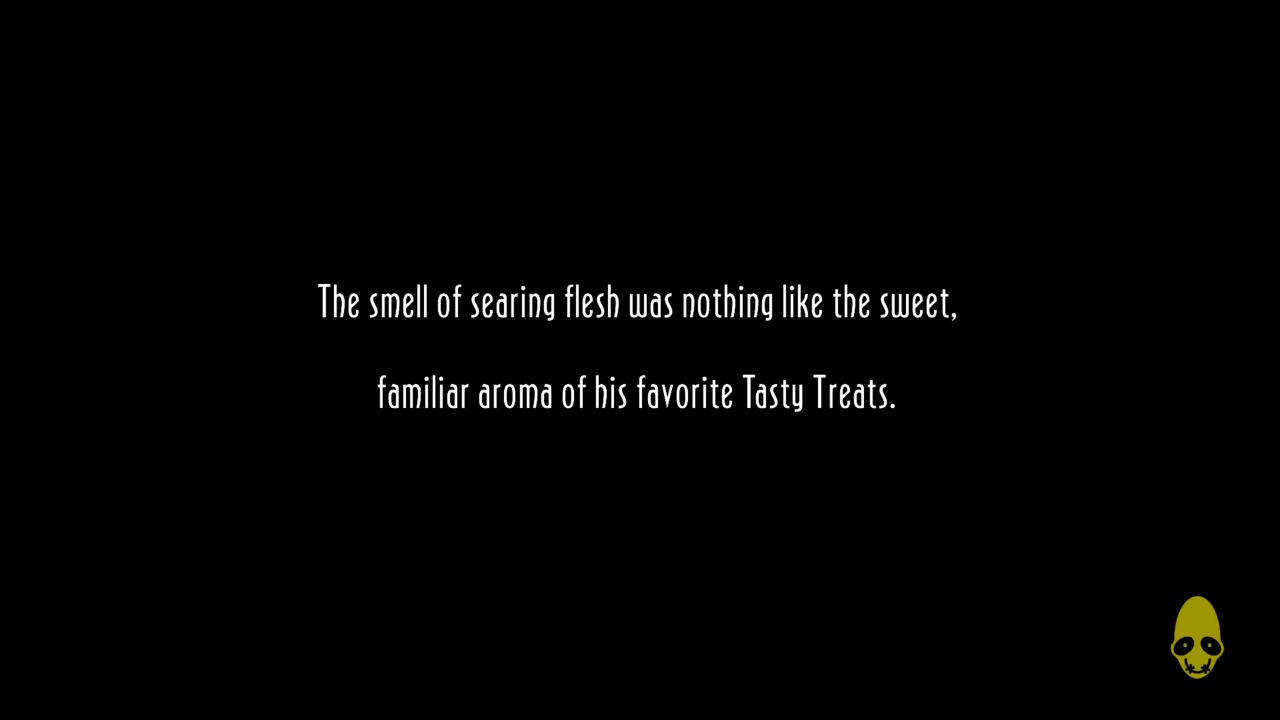 The smell of searing flesh was nothing like the sweet,
familiar aroma of his favorite Tasty Treats.